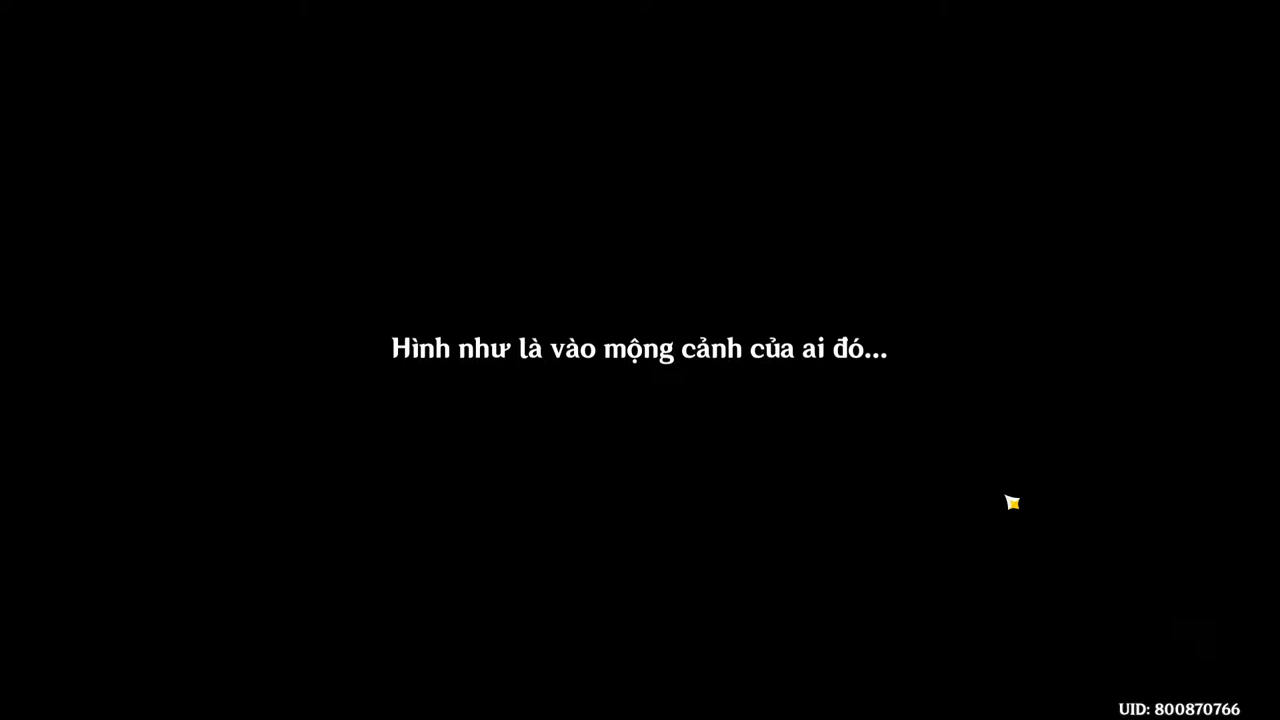 Hình như là vào mộng cảnh của ai đó...
UID: 800870766